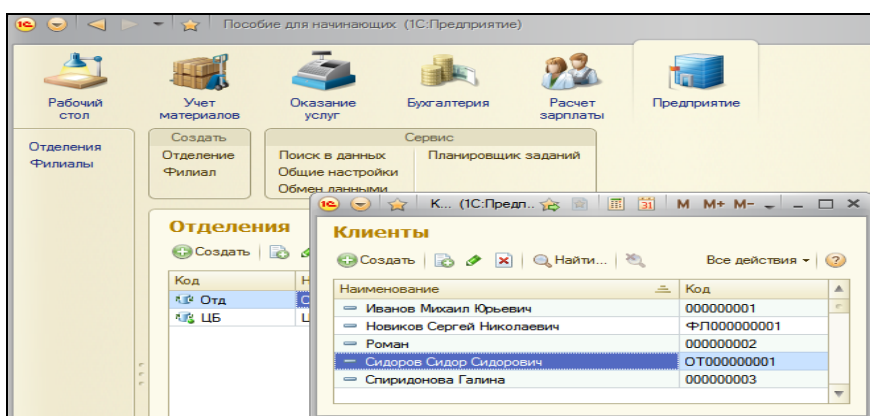 Пособие для начинающих (1С:Предприятие)
Рабочий стол
Учет материалов
Оказание услуг
Бухгалтерия
Расчет зарплаты
Предприятие
Отделения
Филиалы
Создать
Отделение
Филиал
Сервис
Поиск в данных
Планировщик заданий
Общие настройки
Обмен данными
Отделения
Создать
Код
Отд
ЦБ
К... (1С:Предп..
M M+ M-
Клиенты
Создать Найти... Все действия
Наименование Код
Иванов Михаил Юрьевич 000000001
Новиков Сергей Николаевич ФЛ000000001
Роман 000000002
Сидоров Сидор Сидорович ОТ000000001
Спиридонова Галина 000000003